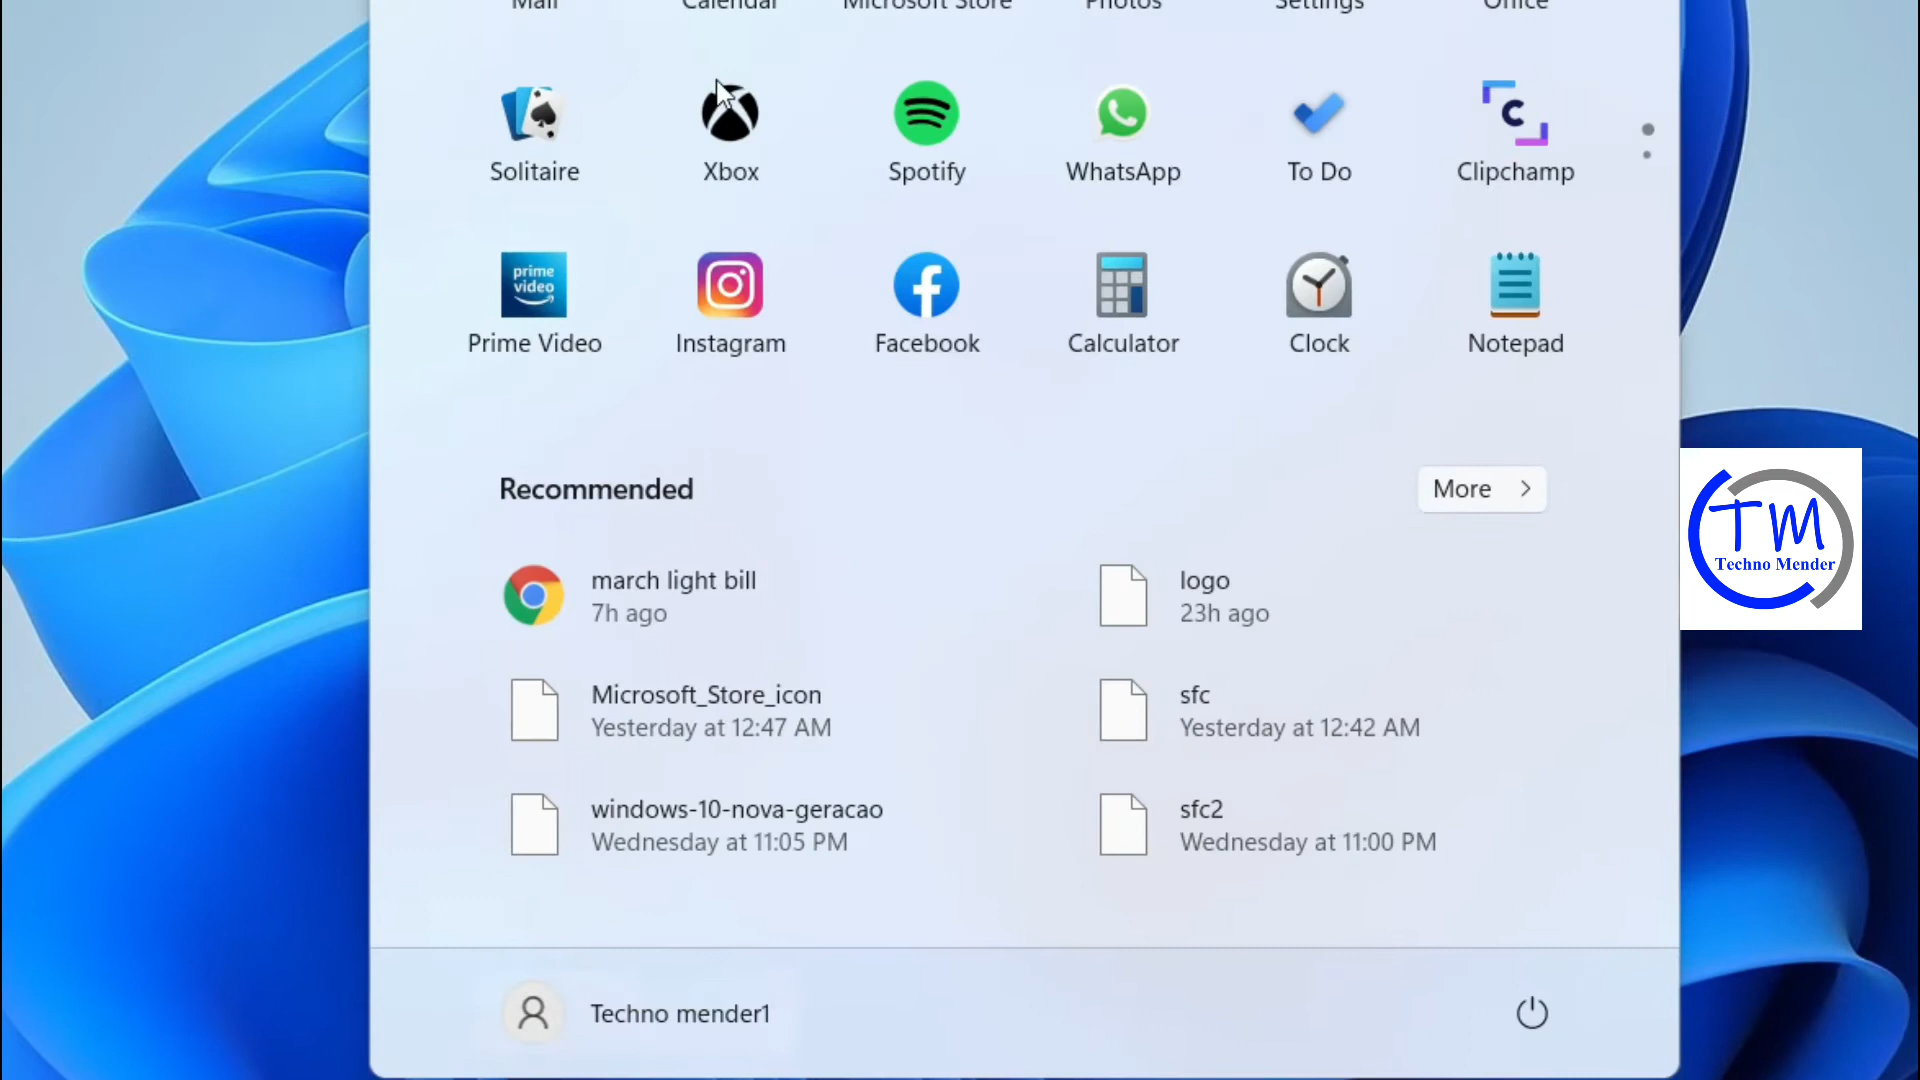 Mail Calendar Microsoft Store Photos Settings Office
Solitaire Xbox Spotify WhatsApp To Do Clipchamp
prime
video
Prime Video Instagram Facebook Calculator Clock Notepad
Recommended More
march light bill
7h ago
logo
23h ago
Microsoft_Store_icon
Yesterday at 12:47 AM
sfc
Yesterday at 12:42 AM
windows-10-nova-geracao
Wednesday at 11:05 PM
sfc2
Wednesday at 11:00 PM
Techno mender1
TM
Techno Mender